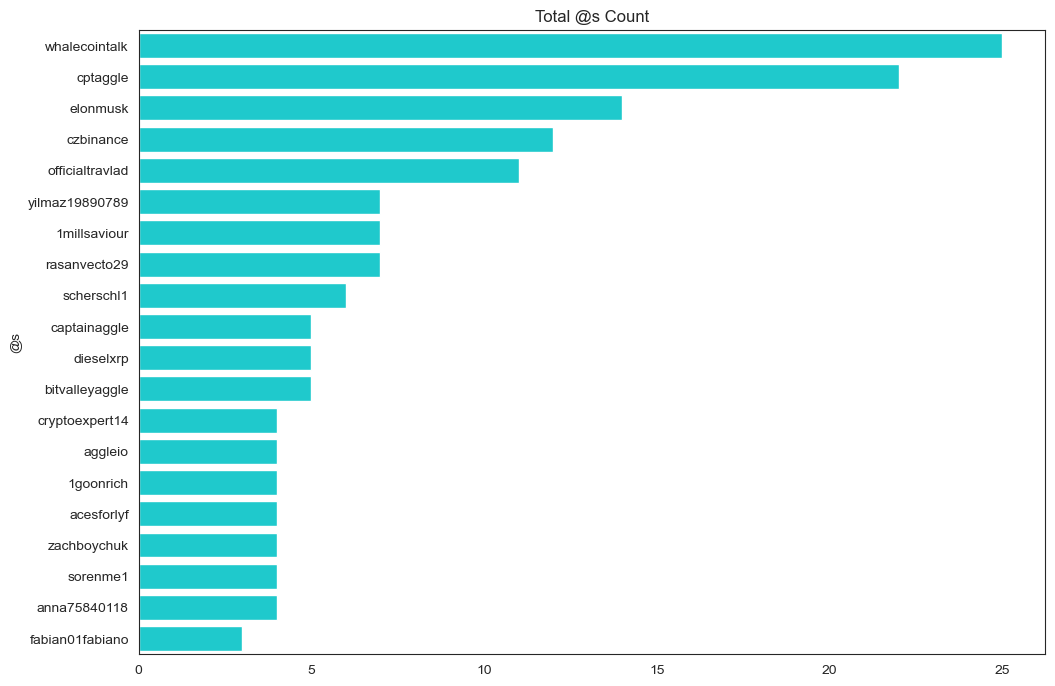 Total @s Count
whalecointalk
cptaggle
elonmusk
czbinance
officialtravlad
yilmaz19890789
1millsaviour
rasanvecto29
scherschl1
captainaggle
dieselxrp
bitvalleyaggle
cryptoexpert14
aggleio
1goonrich
acesforlyf
zachboychuk
sorenme1
anna75840118
fabian01fabiano
@s
0 5 10 15 20 25